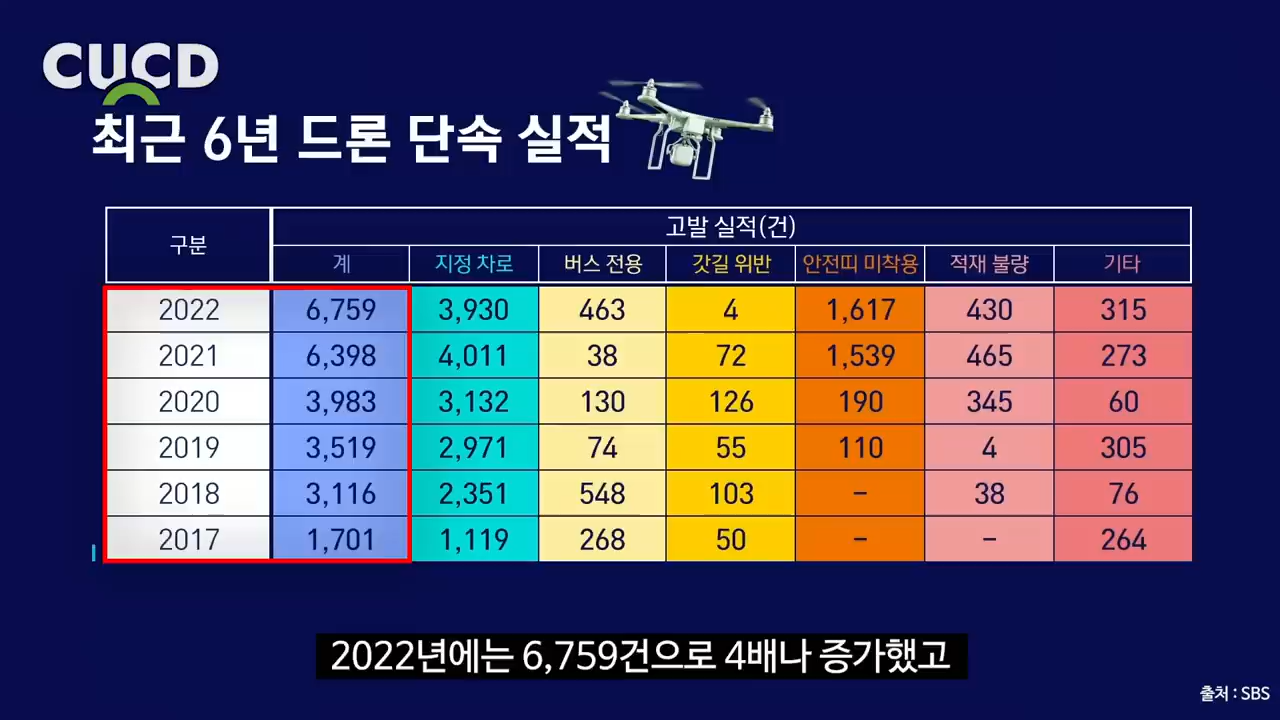 CUCD
최근 6년 드론 단속 실적
구분 고발 실적(건)
계 지정 차로 버스 전용 갓길 위반 안전띠 미착용 적재 불량 기타
2022 6,759 3,930 463 4 1,617 430 315
2021 6,398 4,011 38 72 1,539 465 273
2020 3,983 3,132 130 126 190 345 60
2019 3,519 2,971 74 55 110 4 305
2018 3,116 2,351 548 103 – 38 76
2017 1,701 1,119 268 50 – – 264
2022년에는 6,759건으로 4배나 증가했고
출처 : SBS